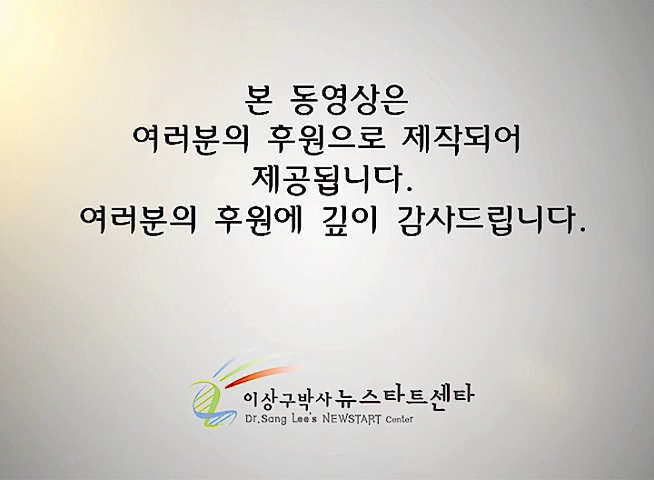 본 동영상은
여러분의 후원으로 제작되어
제공됩니다.
여러분의 후원에 깊이 감사드립니다.
이상구박사 뉴스타트센타
Dr.Sang Lee's NEWSTART Center